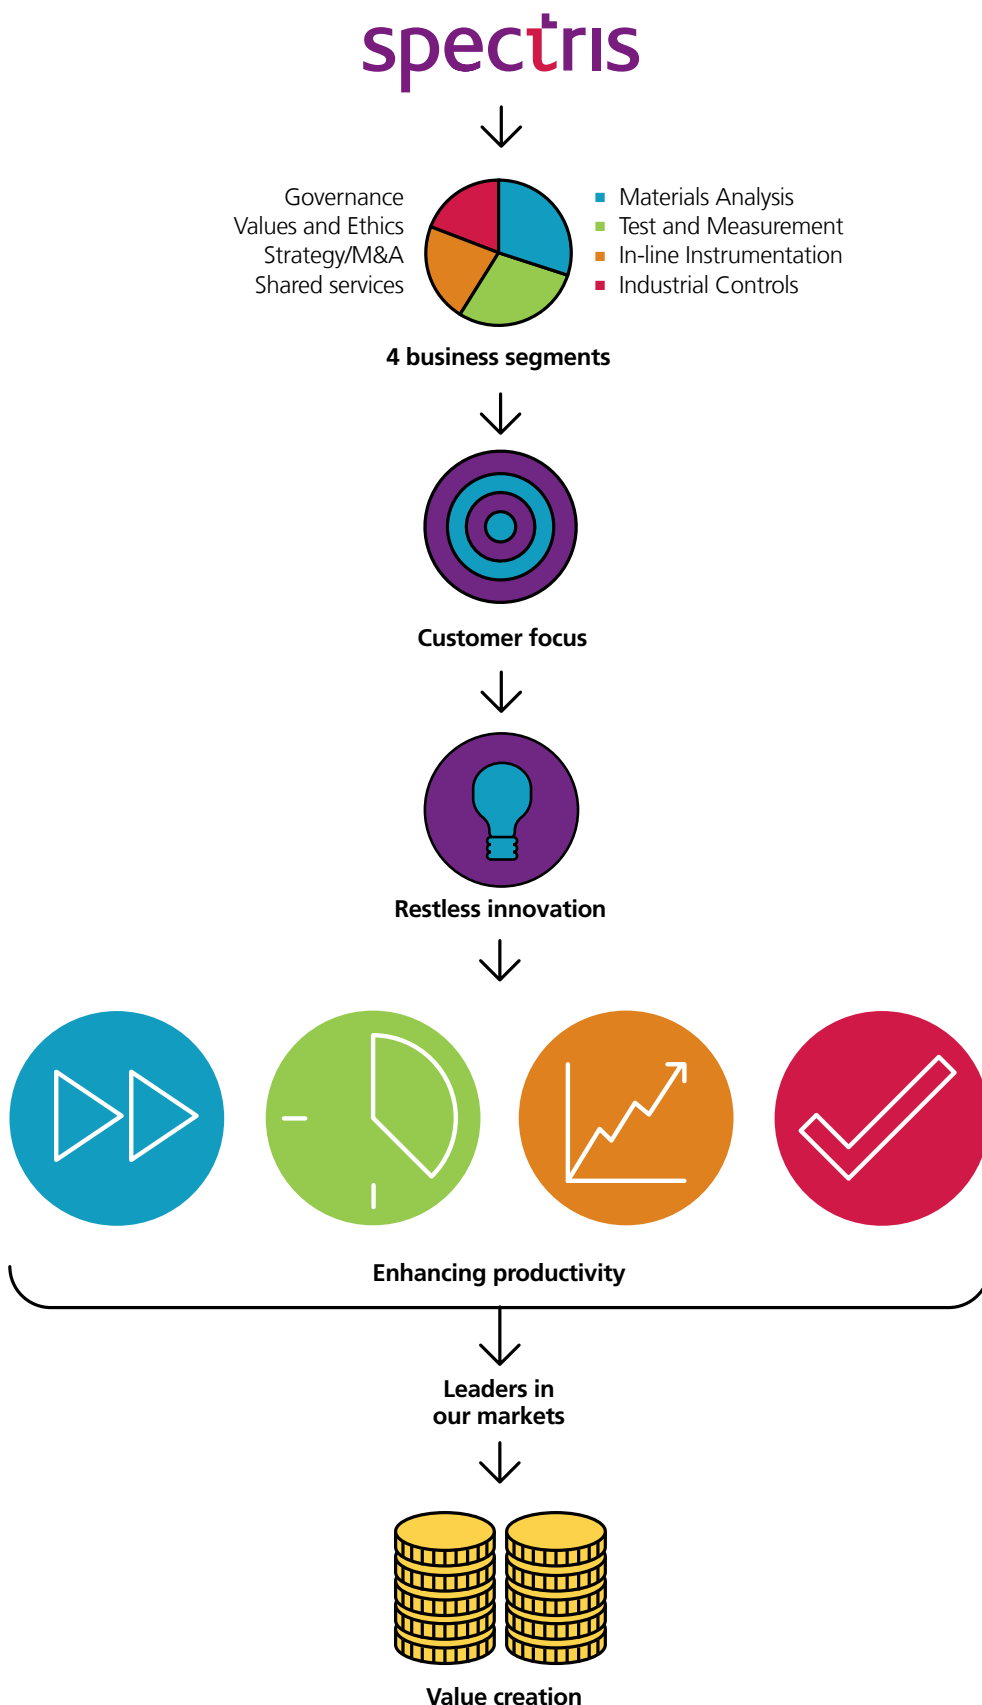 spectris
Governance
Values and Ethics
Strategy/M&A
Shared services
Materials Analysis
Test and Measurement
In-line Instrumentation
Industrial Controls
4 business segments
Customer focus
Restless innovation
Enhancing productivity
Leaders in
our markets
Value creation